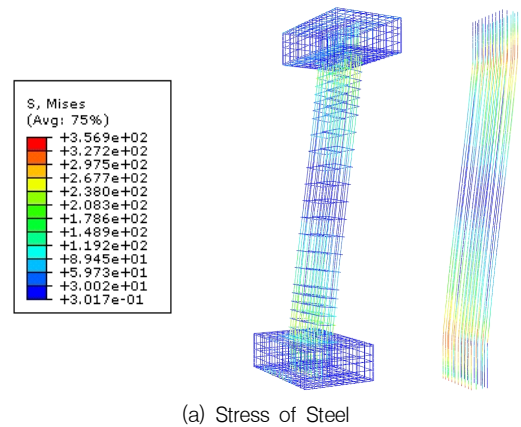 S, Mises
(Avg: 75%)
+3.569e+02
+3.272e+02
+2.975e+02
+2.677e+02
+2.380e+02
+2.083e+02
+1.786e+02
+1.489e+02
+1.192e+02
+8.945e+01
+5.973e+01
+3.002e+01
+3.017e-01
(a) Stress of Steel